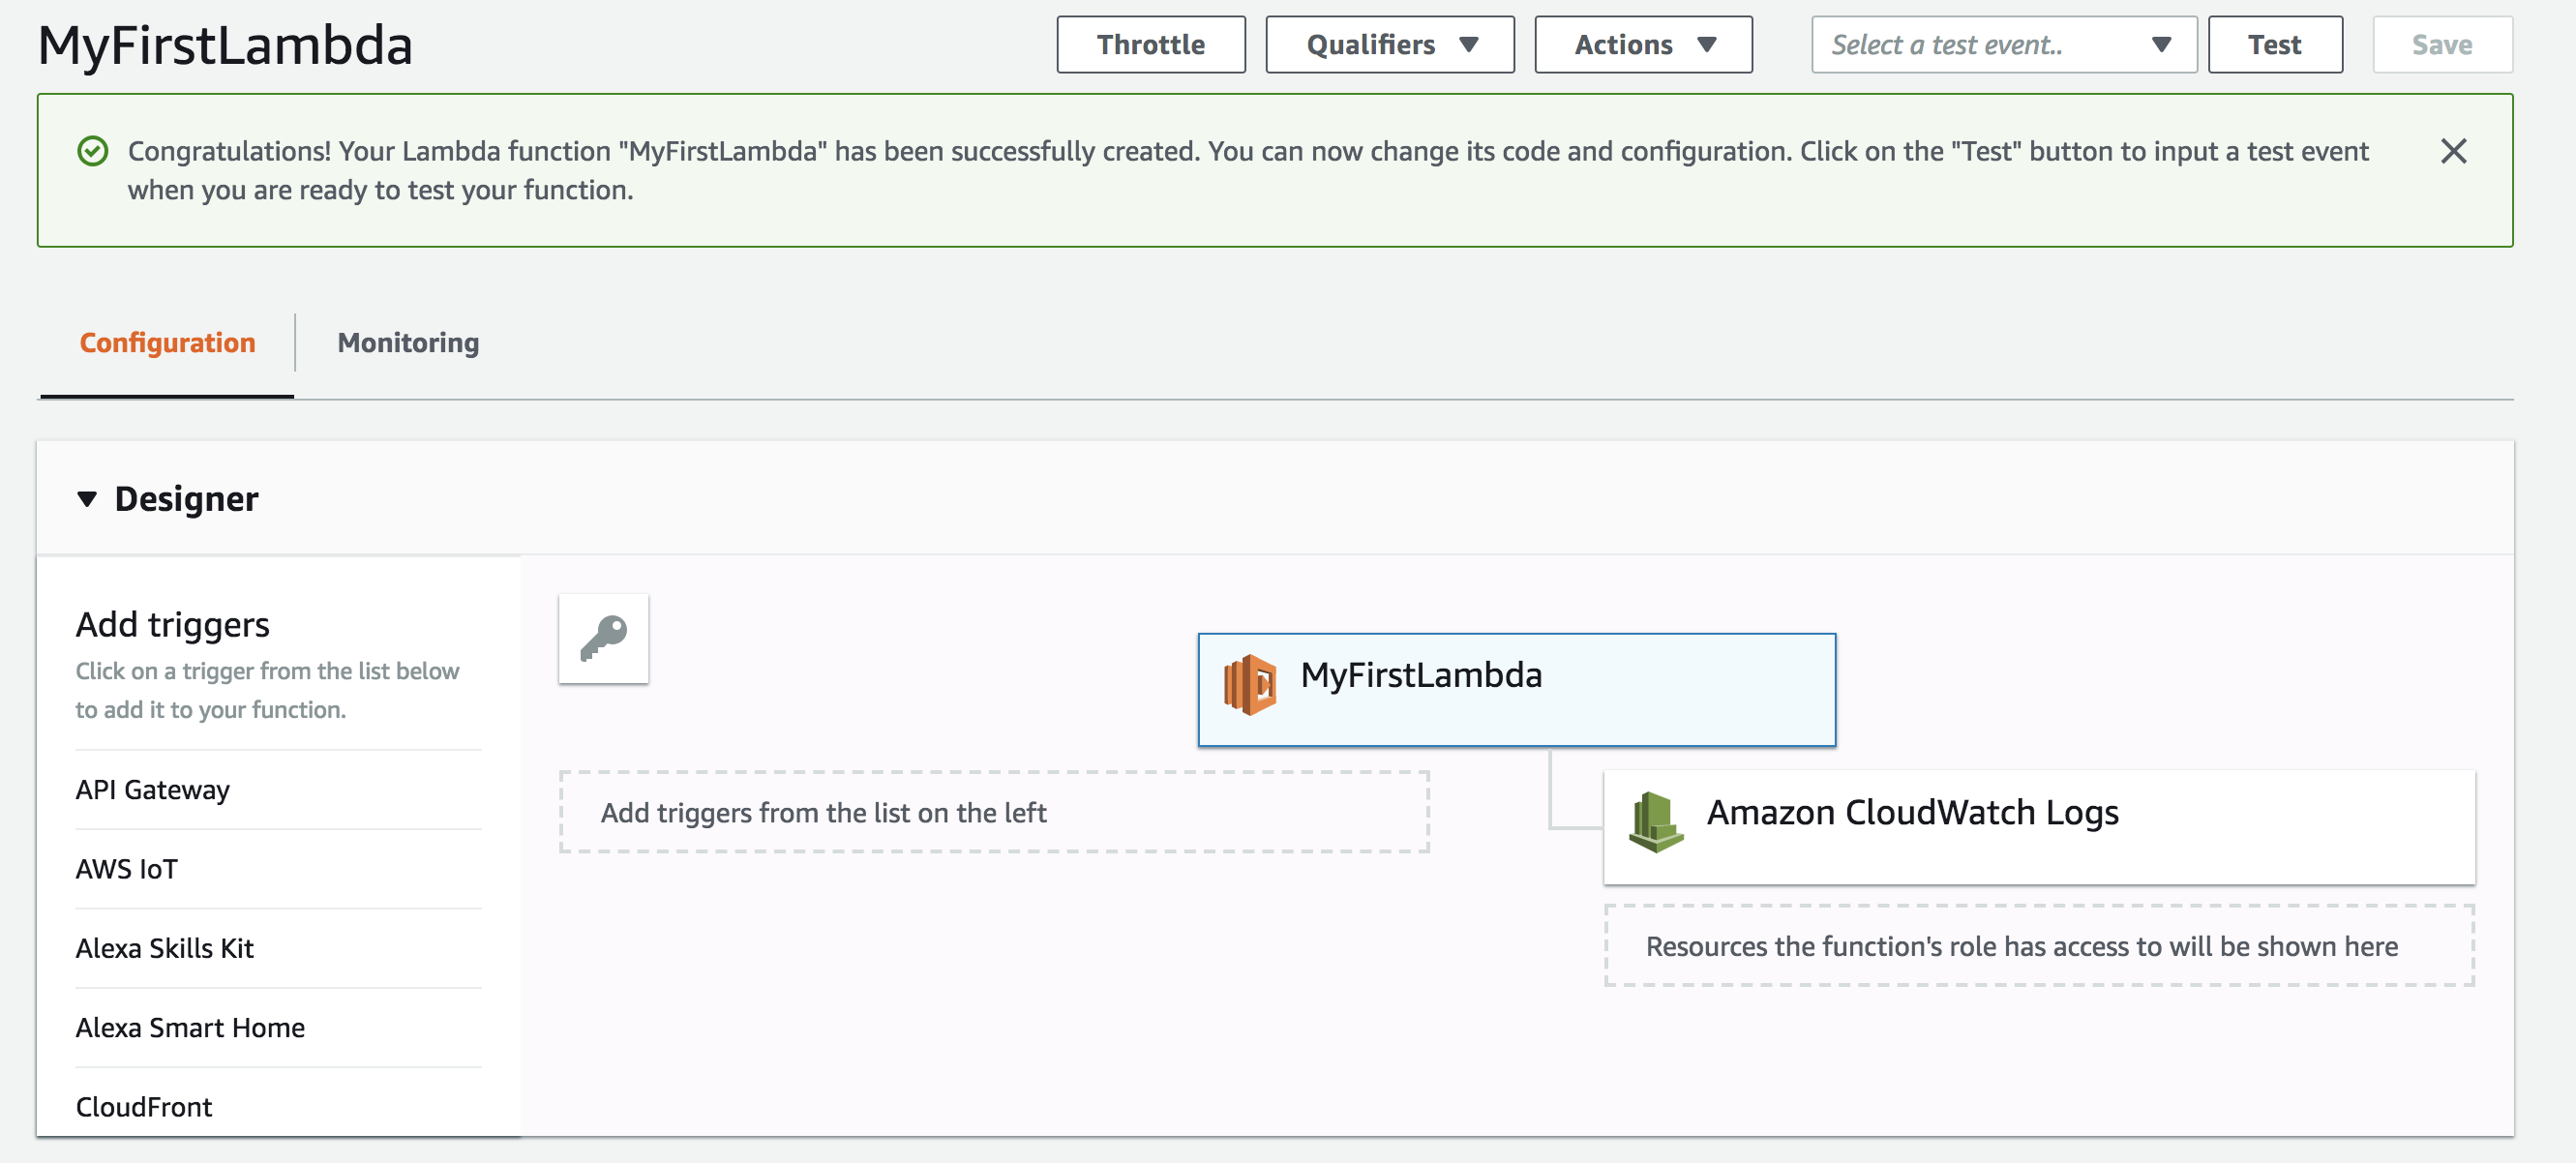 MyFirstLambda
Throttle
Qualifiers
Actions
Select a test event..
Test
Save
Congratulations! Your Lambda function "MyFirstLambda" has been successfully created. You can now change its code and configuration. Click on the "Test" button to input a test event
when you are ready to test your function.
Configuration
Monitoring
Designer
Add triggers
Click on a trigger from the list below
to add it to your function.
API Gateway
AWS IoT
Alexa Skills Kit
Alexa Smart Home
CloudFront
MyFirstLambda
Add triggers from the list on the left
Amazon CloudWatch Logs
Resources the function's role has access to will be shown here